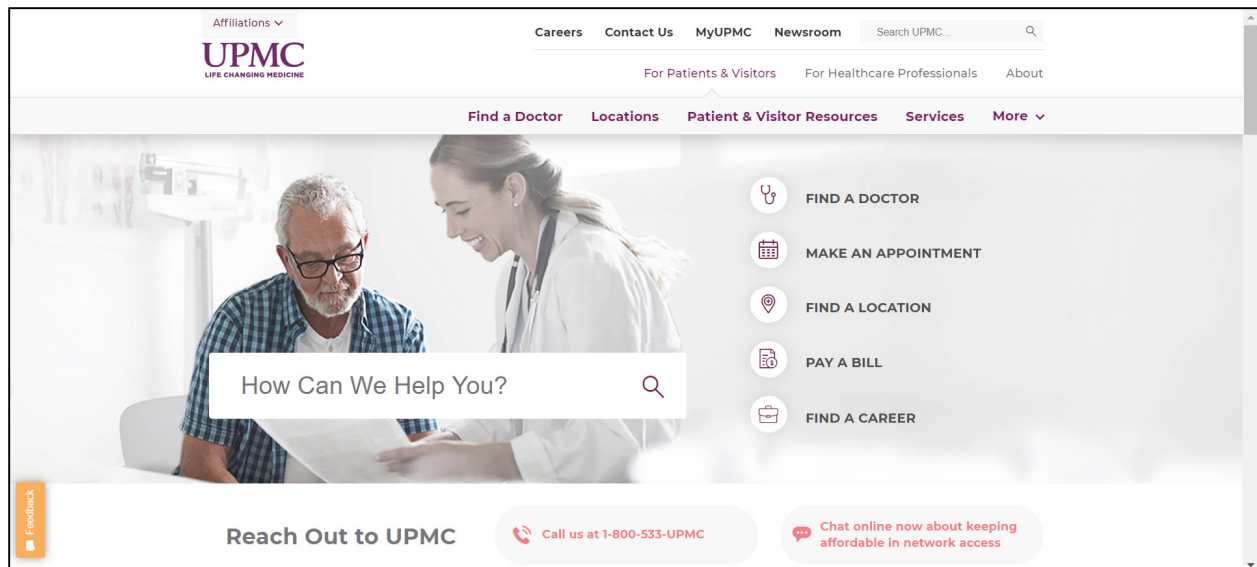 Affiliations
UPMC
LIFE CHANGING MEDICINE
Careers Contact Us MyUPMC Newsroom Search UPMC...
For Patients & Visitors For Healthcare Professionals About
Find a Doctor Locations Patient & Visitor Resources Services More
FIND A DOCTOR
MAKE AN APPOINTMENT
FIND A LOCATION
PAY A BILL
FIND A CAREER
How Can We Help You?
Feedback
Reach Out to UPMC
Call us at 1-800-533-UPMC
Chat online now about keeping
affordable in network access